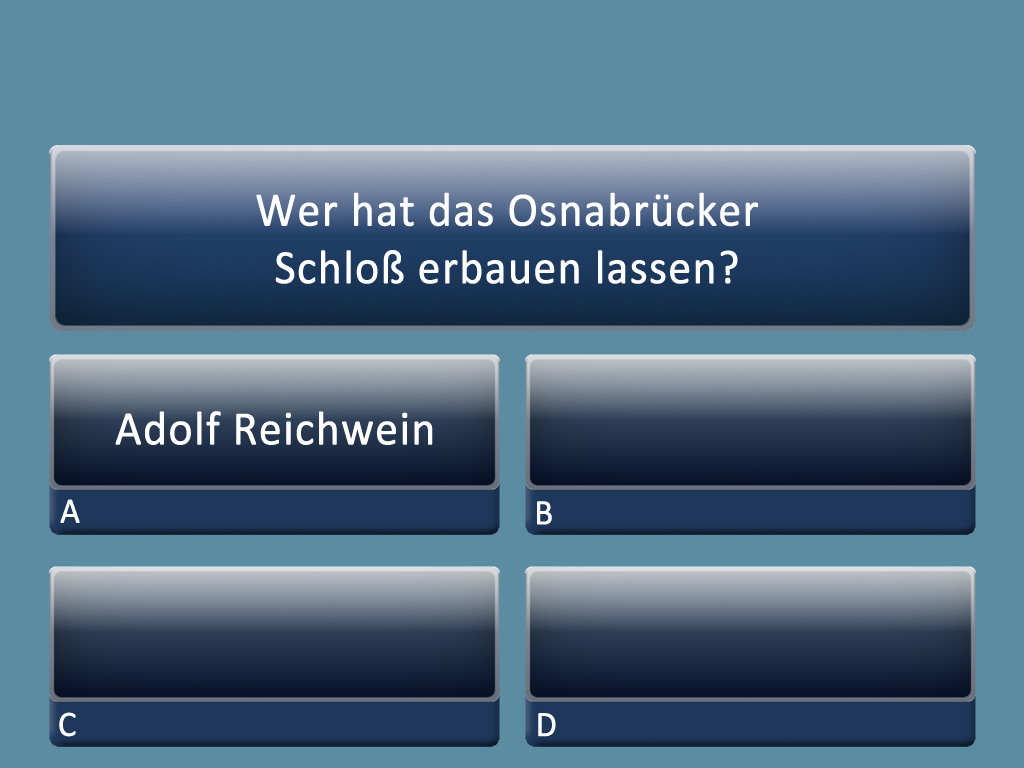 Wer hat das Osnabrücker
Schloß erbauen lassen?
Adolf Reichwein
A
B
C
D